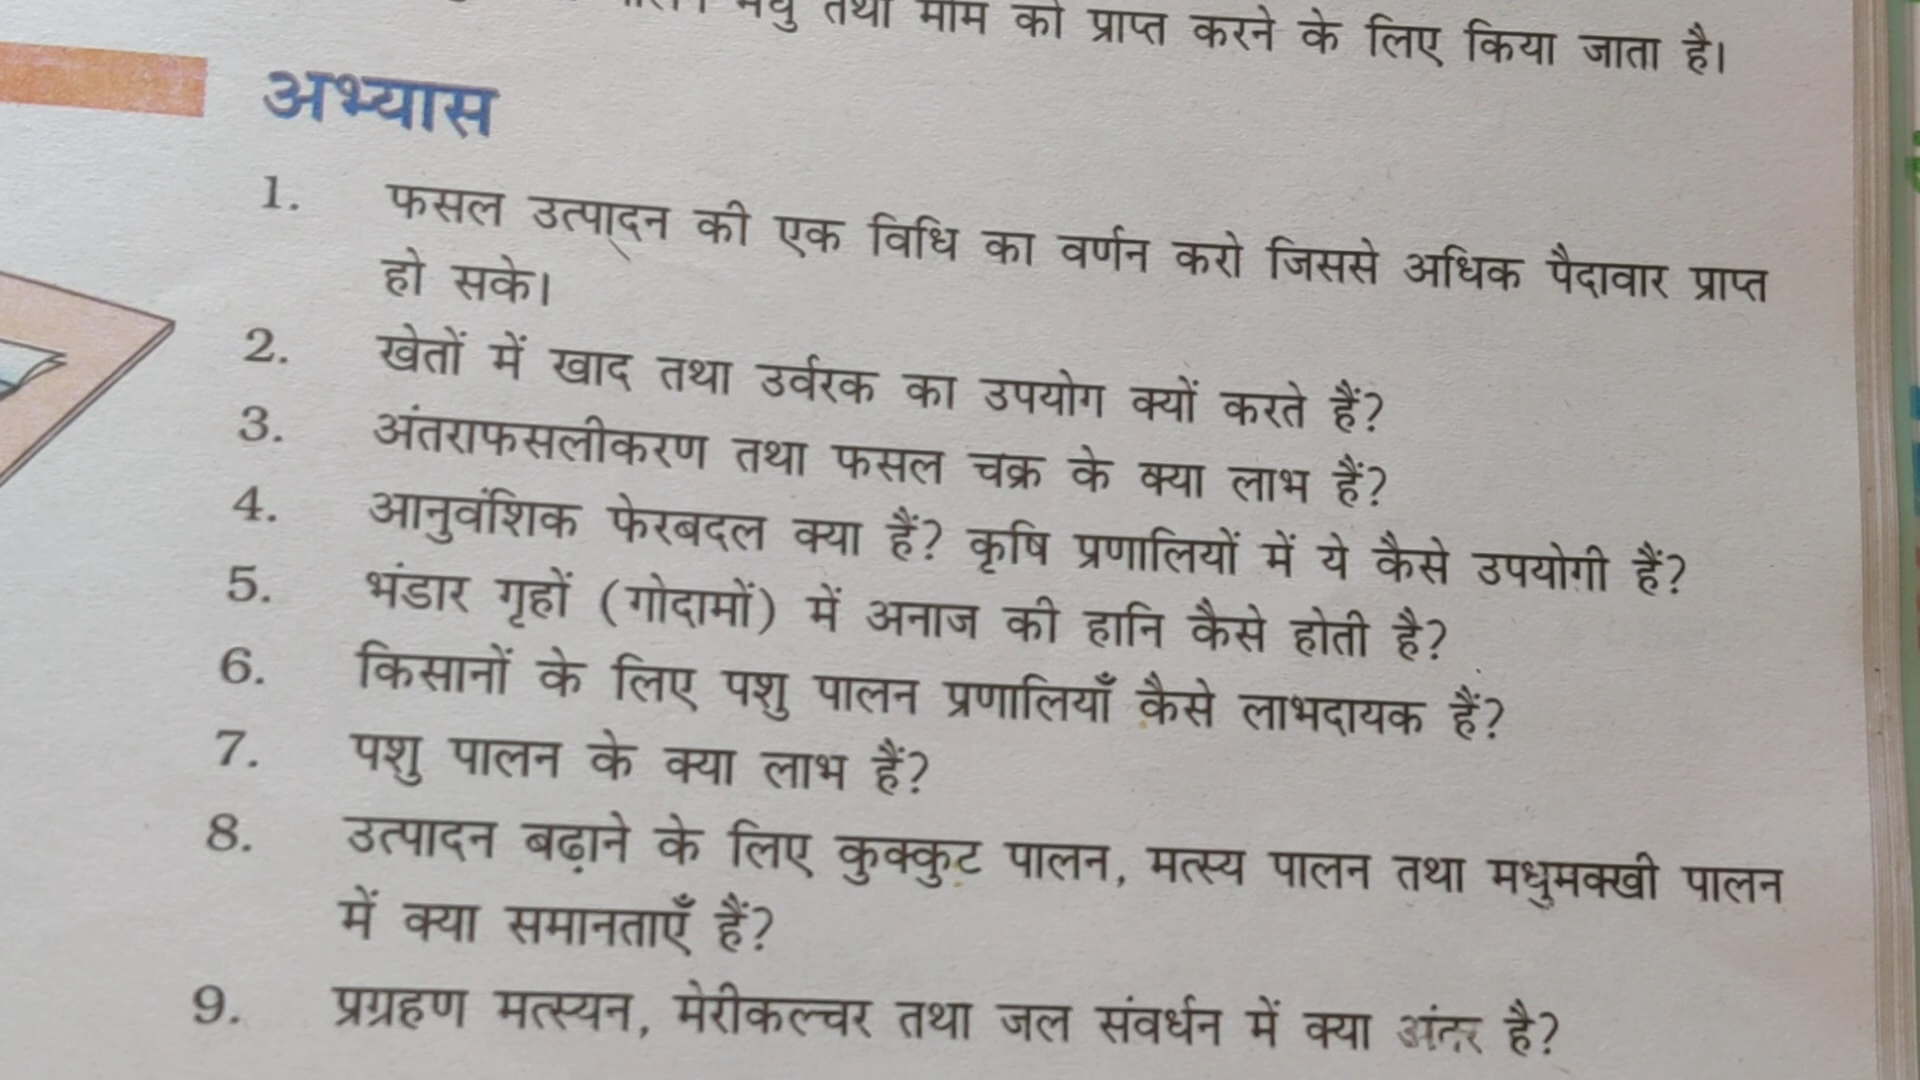 मधु तथा मोम को प्राप्त करने के लिए किया जाता है।
अभ्यास
1. फसल उत्पादन की एक विधि का वर्णन करो जिससे अधिक पैदावार प्राप्त
हो सके।
2. खेतों में खाद तथा उर्वरक का उपयोग क्यों करते हैं?
3. अंतराफसलीकरण तथा फसल चक्र के क्या लाभ हैं?
4. आनुवंशिक फेरबदल क्या हैं? कृषि प्रणालियों में ये कैसे उपयोगी हैं?
5. भंडार गृहों (गोदामों) में अनाज की हानि कैसे होती है?
6. किसानों के लिए पशु पालन प्रणालियाँ कैसे लाभदायक हैं?
7. पशु पालन के क्या लाभ हैं?
8. उत्पादन बढ़ाने के लिए कुक्कुट पालन, मत्स्य पालन तथा मधुमक्खी पालन
में क्या समानताएँ हैं?
9. प्रग्रहण मत्स्यन, मेरीकल्चर तथा जल संवर्धन में क्या अंतर है?